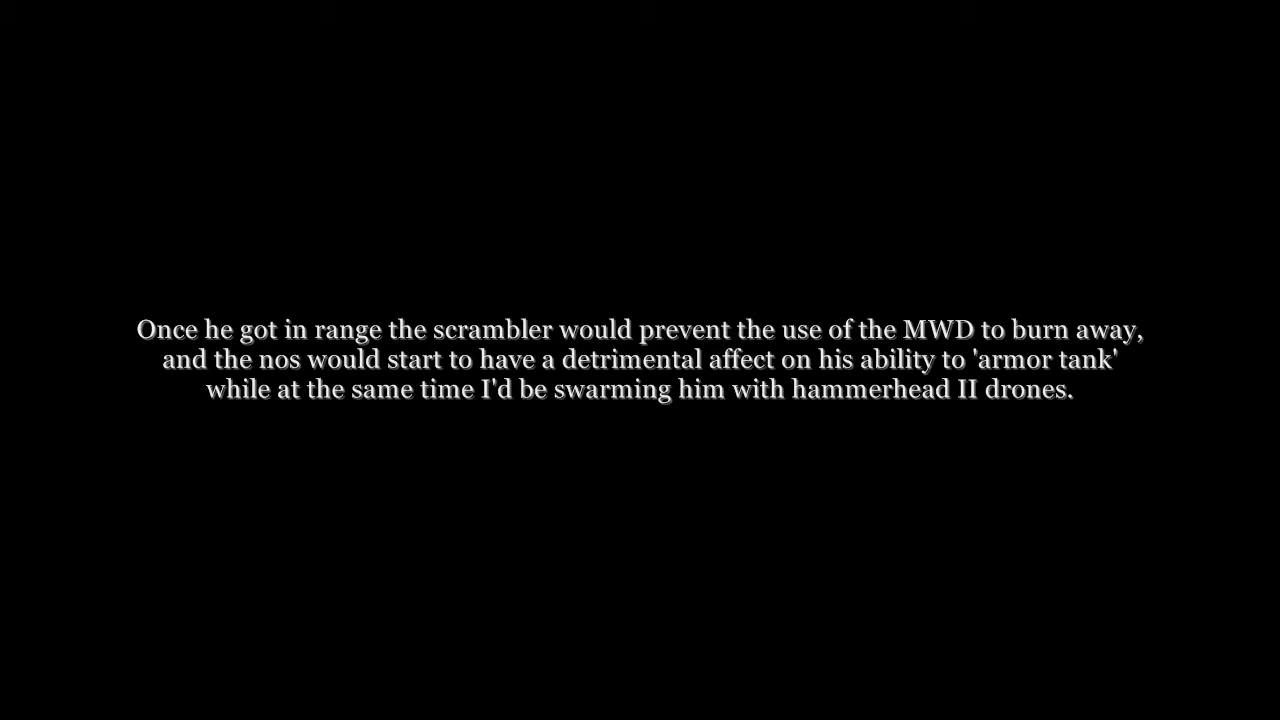 Once he got in range the scrambler would prevent the use of the MWD to burn away,
and the nos would start to have a detrimental affect on his ability to 'armor tank'
while at the same time I'd be swarming him with hammerhead II drones.